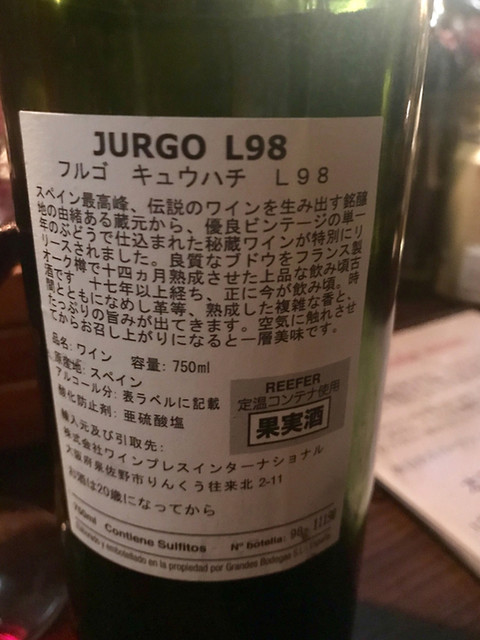 JURGO L98
フルゴ　キュウハチ　L98
スペイン最高峰、伝説のワインを生み出す銘醸
地の由緒ある蔵元から、優良ビンテージの単一
年のぶどうで仕込まれた秘蔵ワインが特別にリ
リースされました。良質なブドウをフランス製
オーク樽で十四ヵ月熟成させた上品な飲み頃古
酒です。十七年以上経ち、正に今が飲み頃。時
間とともになめし革等、熟成した複雑な香と、
たっぷりの旨みが出てきます。空気に触れさせ
てからお召し上がりになると一層美味です。
品名: ワイン　容量: 750ml
原産地: スペイン
アルコール分: 表ラベルに記載
酸化防止剤: 亜硫酸塩
REEFER
定温コンテナ使用
果実酒
輸入元及び引取先:
株式会社ワインプレスインターナショナル
大阪府泉佐野市りんくう往来北 2-11
お酒は20歳になってから
750ml Contiene Sulfitos Nº botella:
Elaborado y embotellado en la propiedad por Grandes Bodegas S.L. España